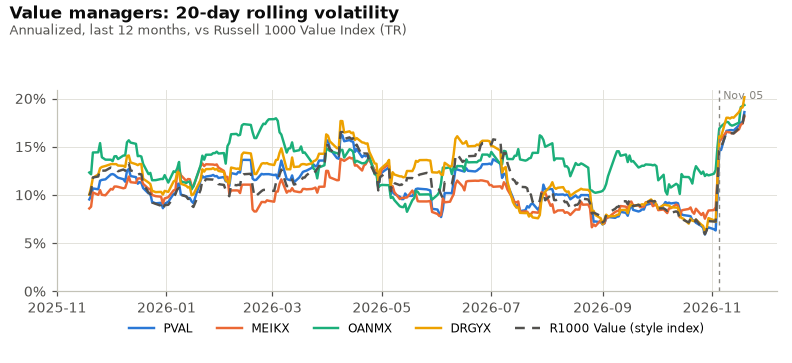 Value managers: 20-day rolling volatility
Annualized, last 12 months, vs Russell 1000 Value Index (TR)
Nov 05
20%
15%
10%
5%
0%
2025-11 2026-01 2026-03 2026-05 2026-07 2026-09 2026-11
PVAL MEIKX OANMX DRGYX R1000 Value (style index)